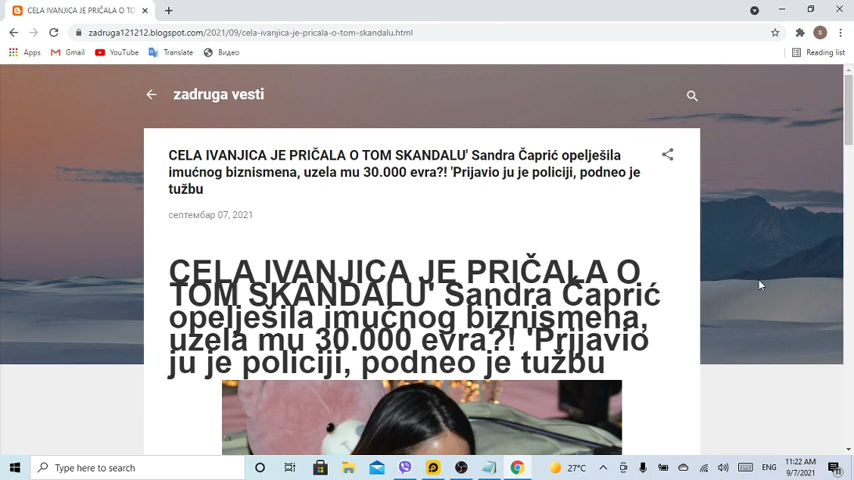 CELA IVANJICA JE PRIČALA O TO
zadruga121212.blogspot.com/2021/09/cela-ivanjica-je-pricala-o-tom-skandalu.html
S
Apps Gmail YouTube Translate Видео Reading list
zadruga vesti
CELA IVANJICA JE PRIČALA O TOM SKANDALU' Sandra Čaprić opelješila
imućnog biznismena, uzela mu 30.000 evra?! 'Prijavio ju je policiji, podneo je
tužbu
септембар 07, 2021
CELA IVANJICA JE PRIČALA O
TOM SKANDALU' Sandra Čaprić
opelješila imućnog biznismena,
uzela mu 30.000 evra?! 'Prijavio
ju je policiji, podneo je tužbu
Type here to search
27°C
ENG
11:22 AM
9/7/2021